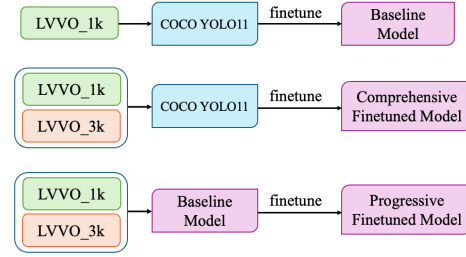 LVVO_1k
COCO YOLO11
finetune
Baseline
Model
LVVO_1k
LVVO_3k
COCO YOLO11
finetune
Comprehensive
Finetuned Model
LVVO_1k
LVVO_3k
Baseline
Model
finetune
Progressive
Finetuned Model